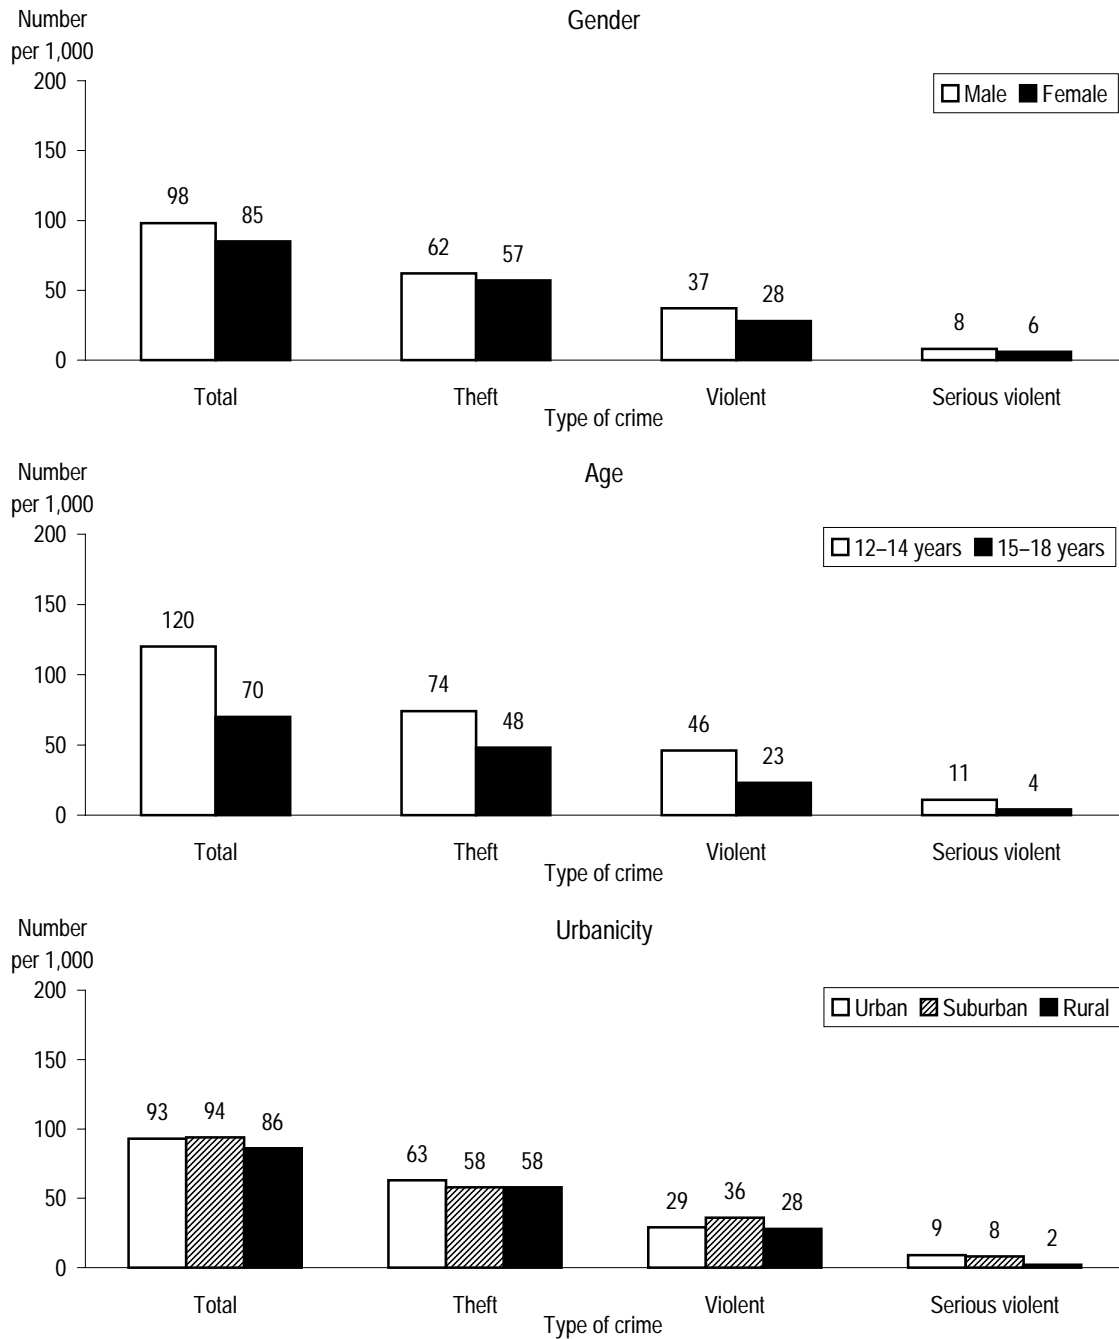 Number
per 1,000
Gender
Male Female
200
150
100
50
0
98 85 62 57 37 28 8 6
Total Theft Violent Serious violent
Type of crime
Number
per 1,000
Age
12–14 years 15–18 years
200
150
100
50
0
120 70 74 48 46 23 11 4
Total Theft Violent Serious violent
Type of crime
Number
per 1,000
Urbanicity
Urban Suburban Rural
200
150
100
50
0
93 94 86 63 58 58 29 36 28 9 8 2
Total Theft Violent Serious violent
Type of crime